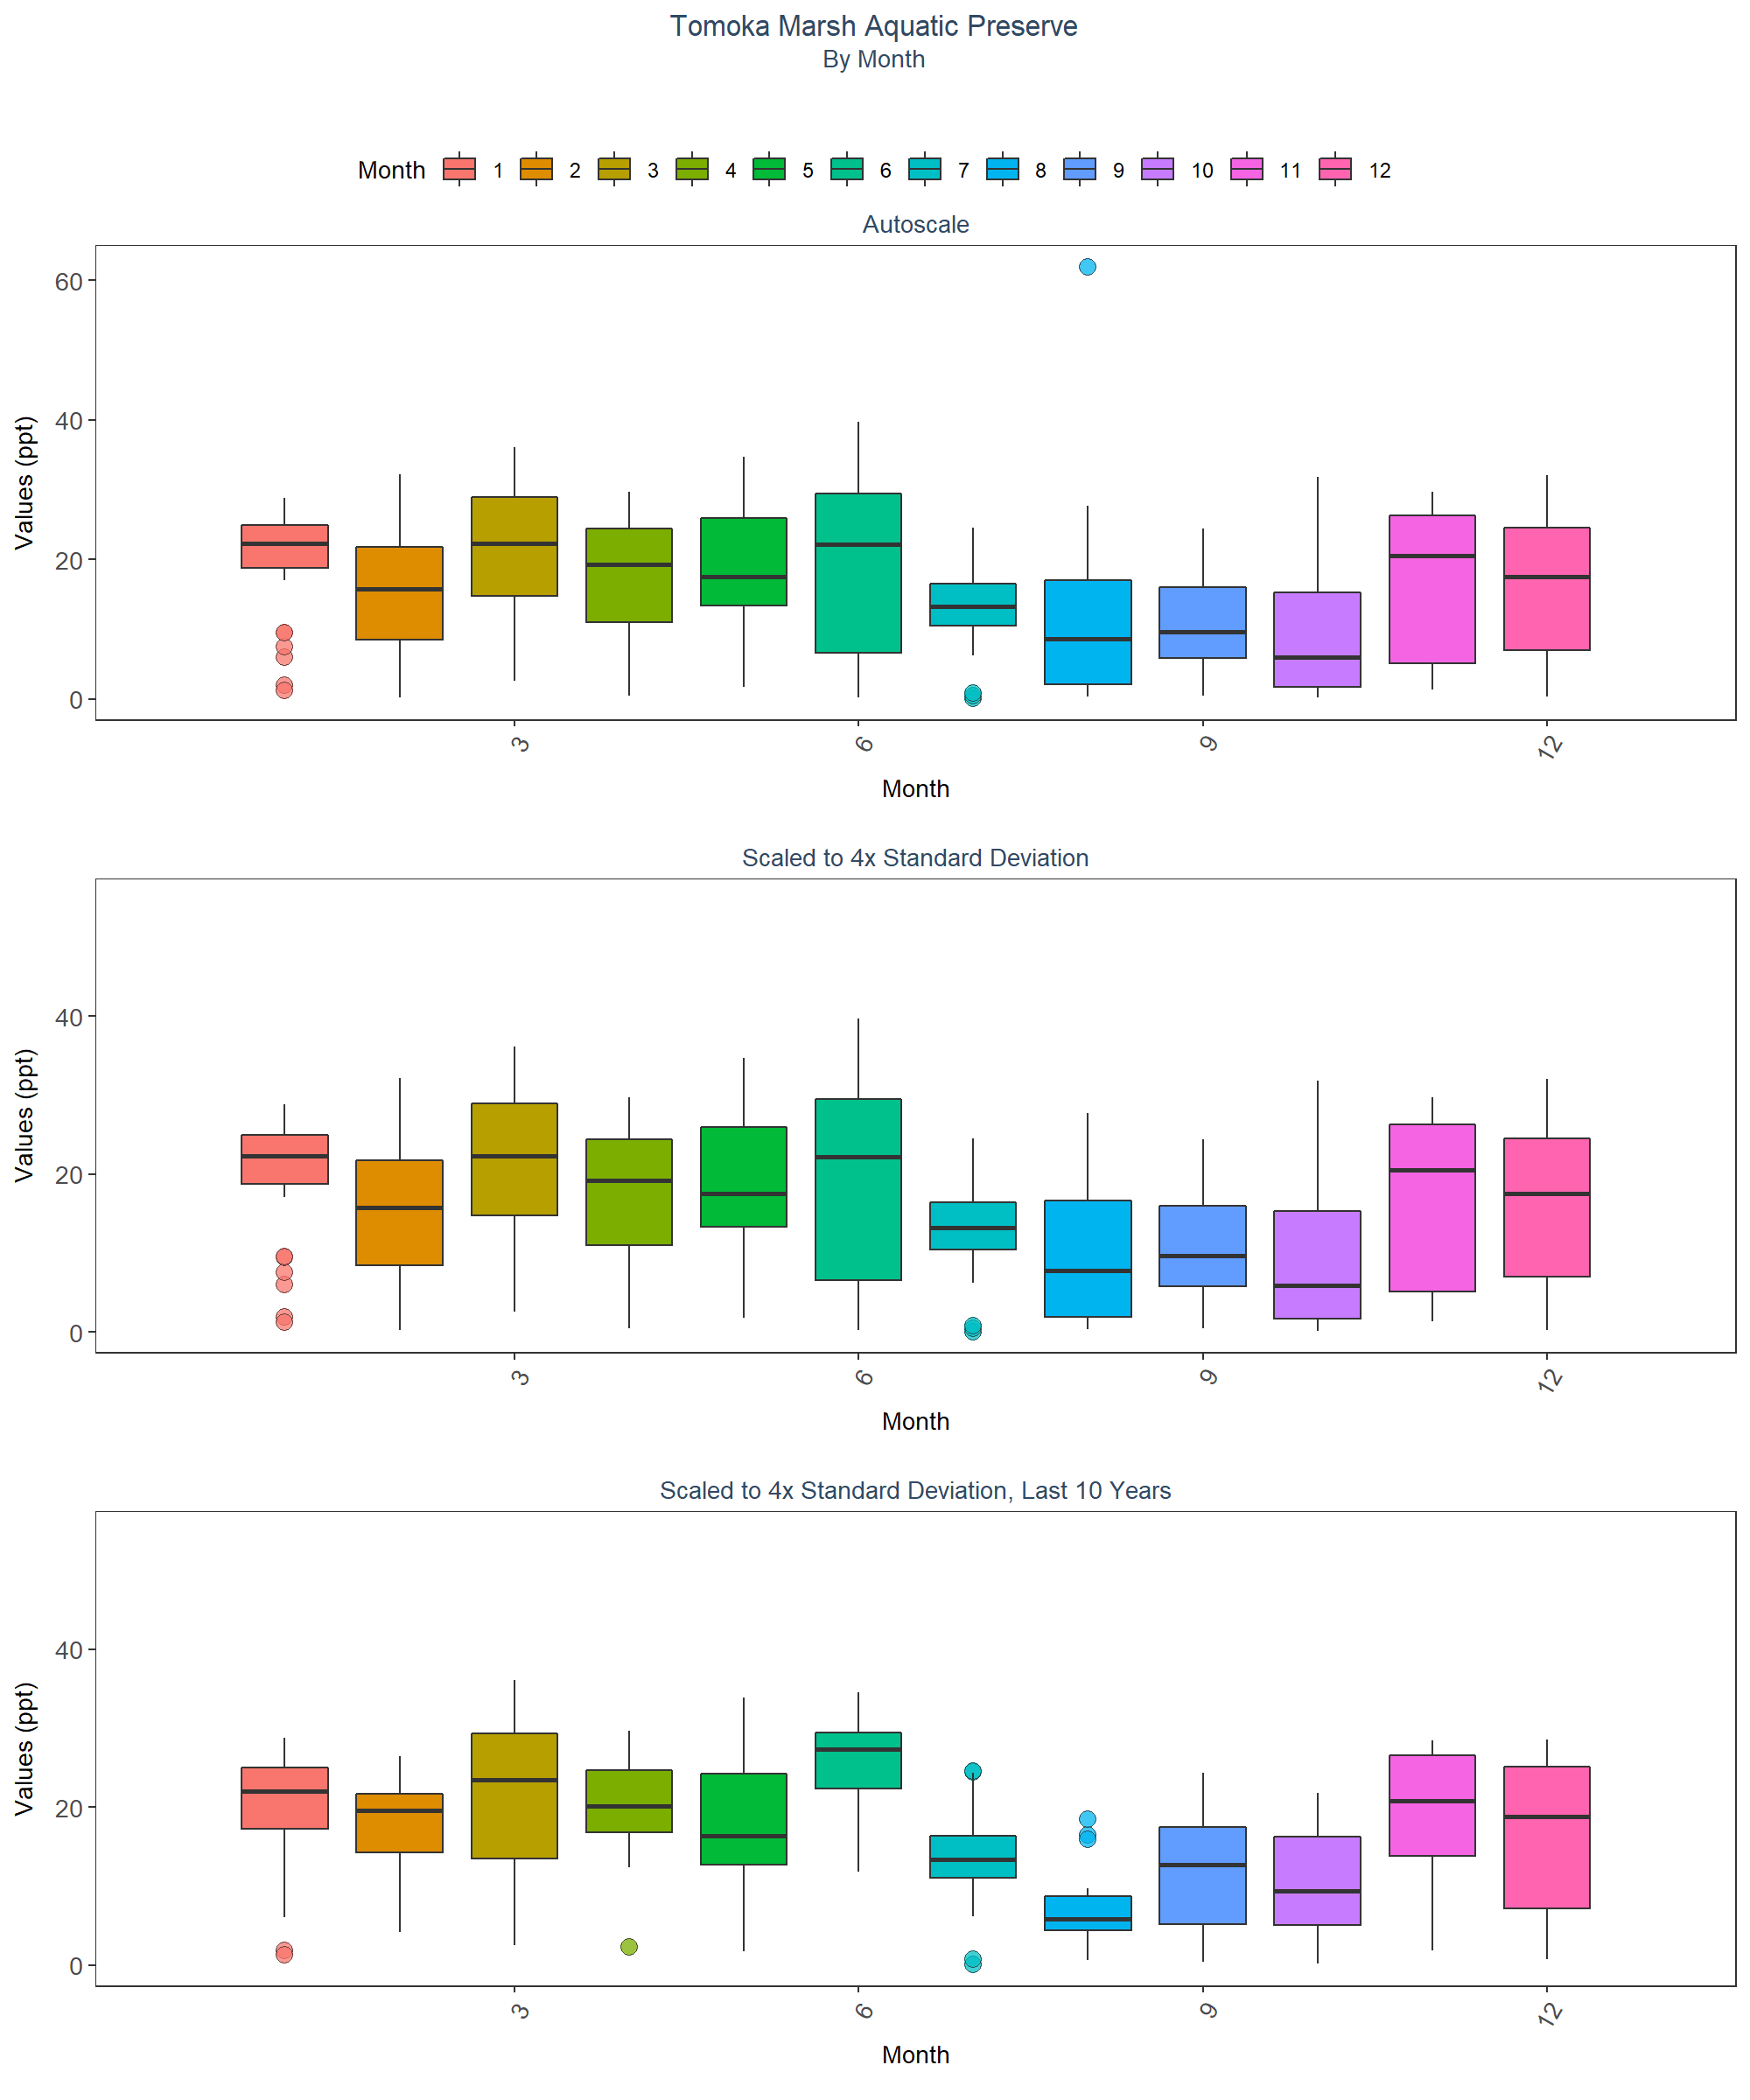 Tomoka Marsh Aquatic Preserve
By Month
Month 1 2 3 4 5 6 7 8 9 10 11 12
Autoscale
Values (ppt)
60
40
20
0
3 6 9 12
Month
Scaled to 4x Standard Deviation
Values (ppt)
40
20
0
3 6 9 12
Month
Scaled to 4x Standard Deviation, Last 10 Years
Values (ppt)
40
20
0
3 6 9 12
Month